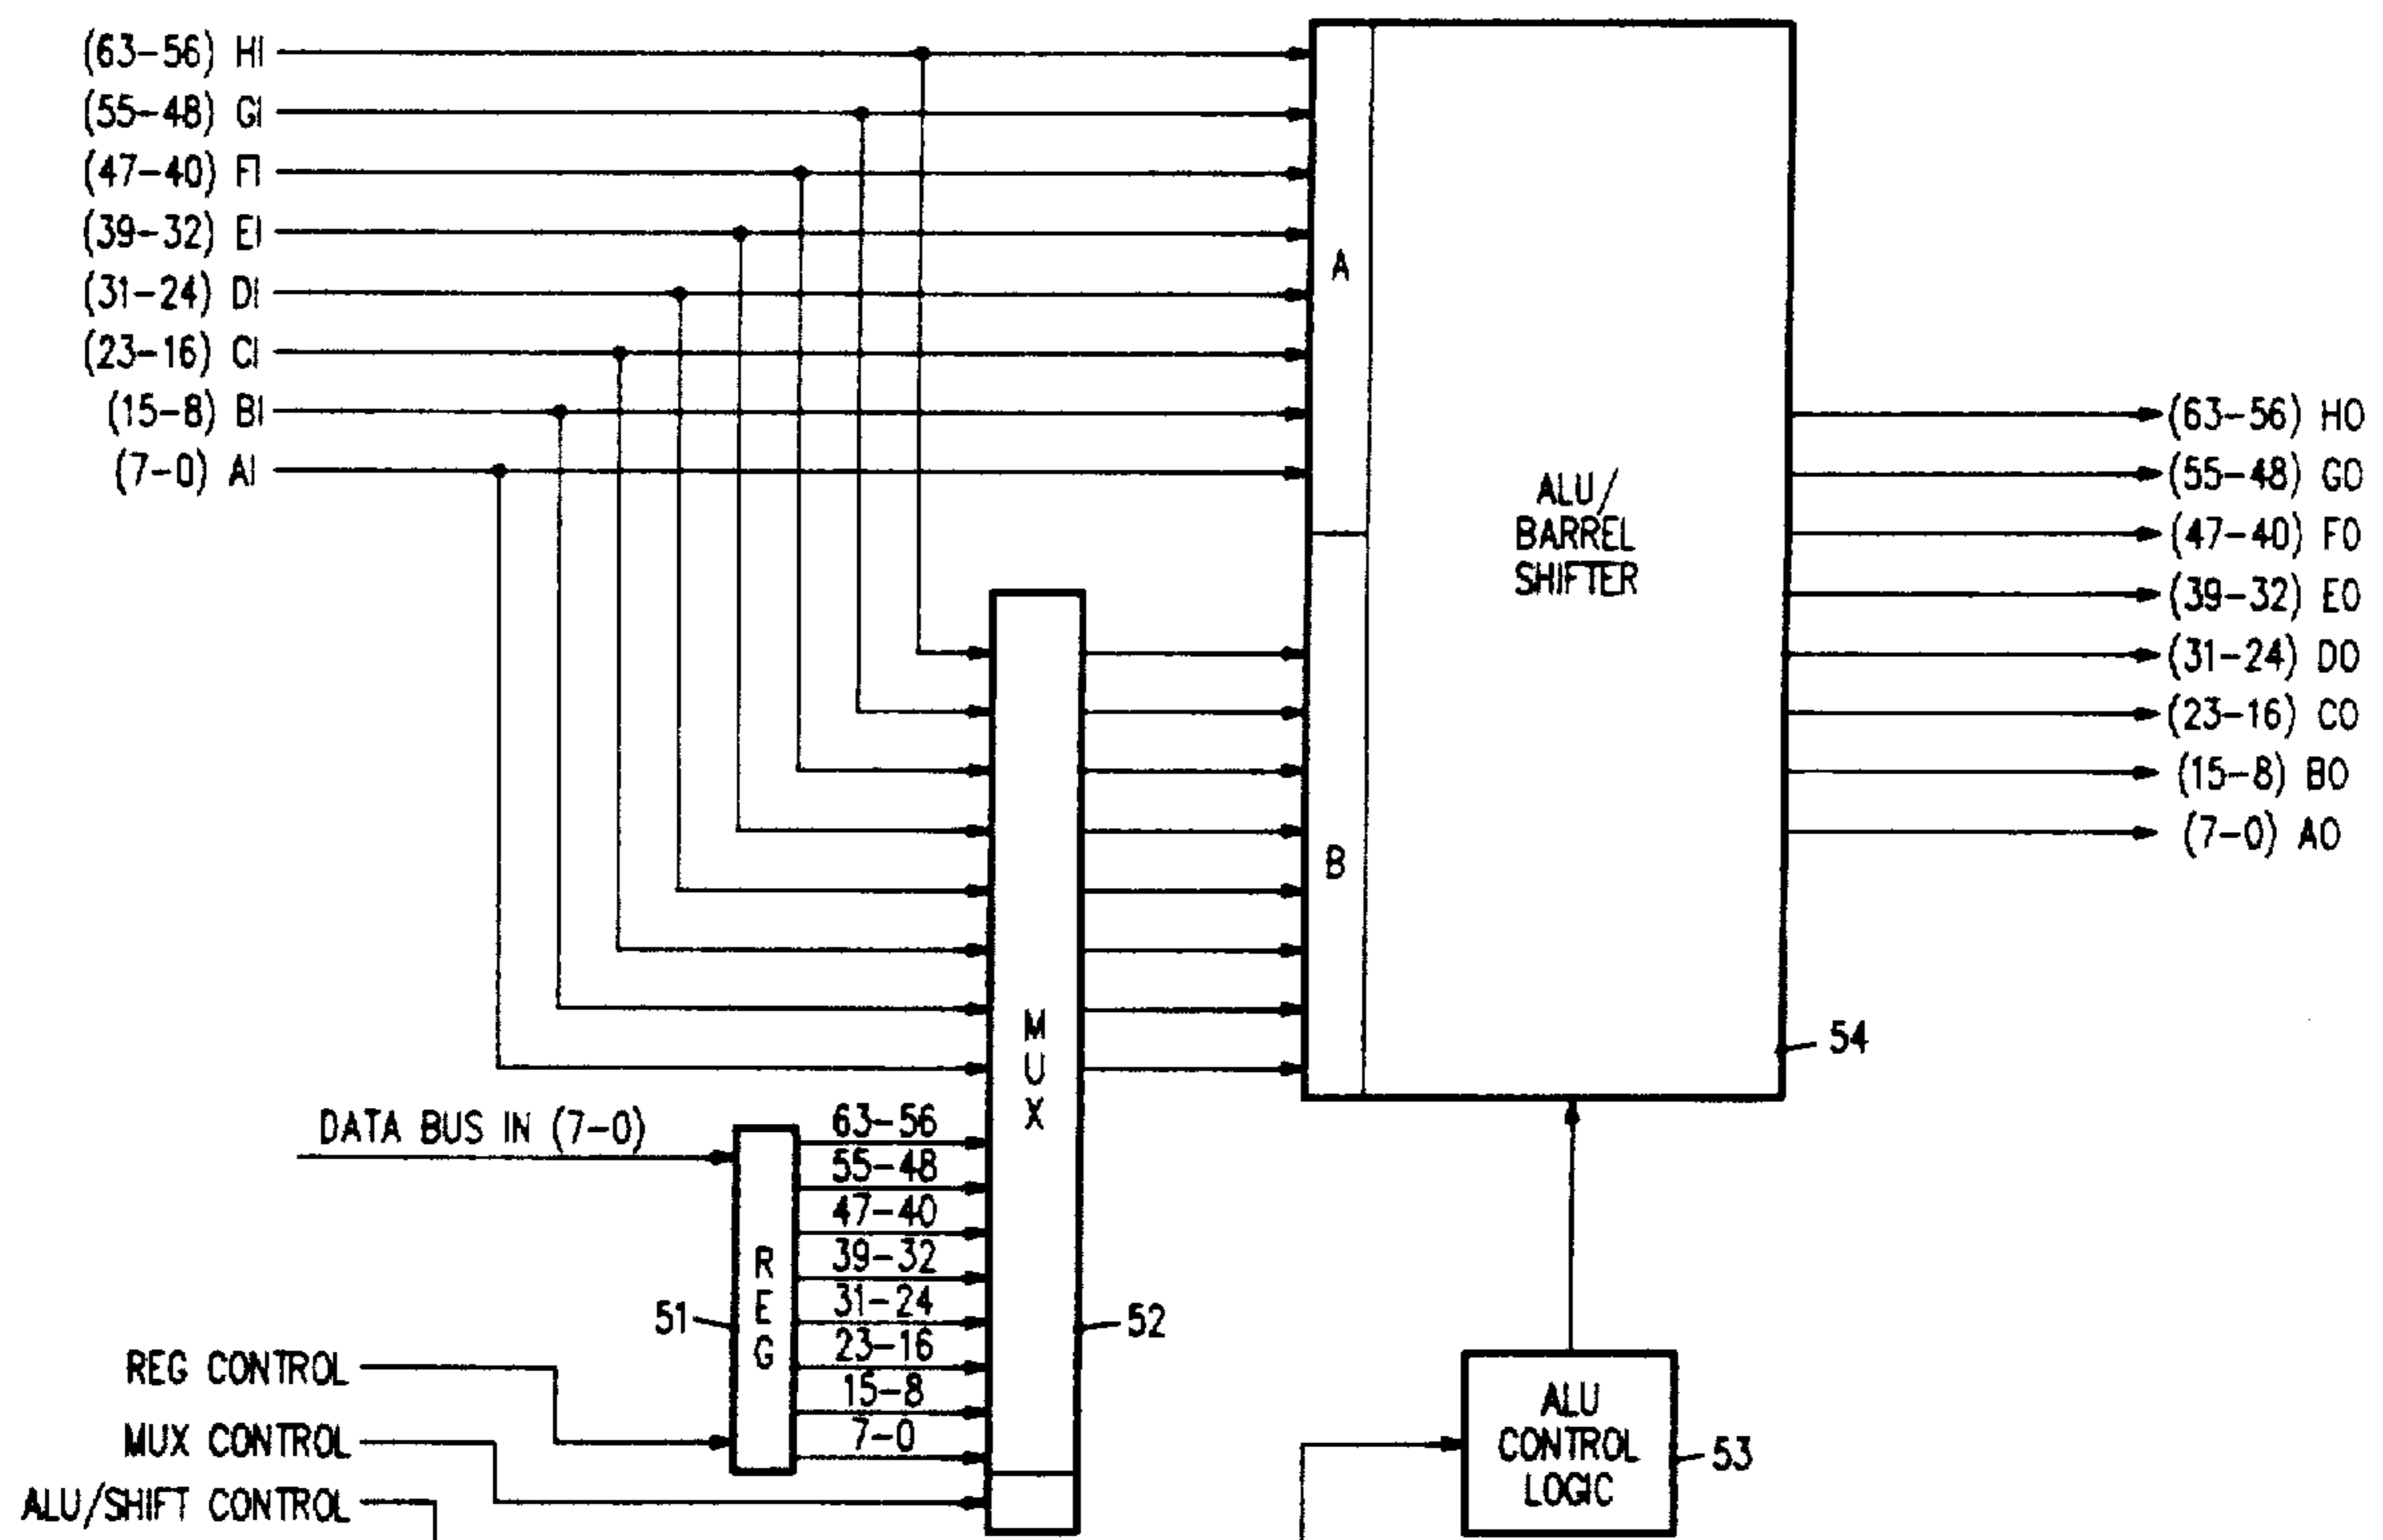 (63-56) HI
(55-48) GI
(47-40) FI
(39-32) EI
(31-24) DI
(23-16) CI
(15-8) BI
(7-0) AI
A
B
ALU/
BARREL
SHIFTER
(63-56) HO
(55-48) GO
(47-40) FO
(39-32) EO
(31-24) DO
(23-16) CO
(15-8) BO
(7-0) AO
54
MUX
52
DATA BUS IN (7-0)
REG
51
63-56
55-48
47-40
39-32
31-24
23-16
15-8
7-0
REG CONTROL
MUX CONTROL
ALU/SHIFT CONTROL
ALU
CONTROL
LOGIC
53